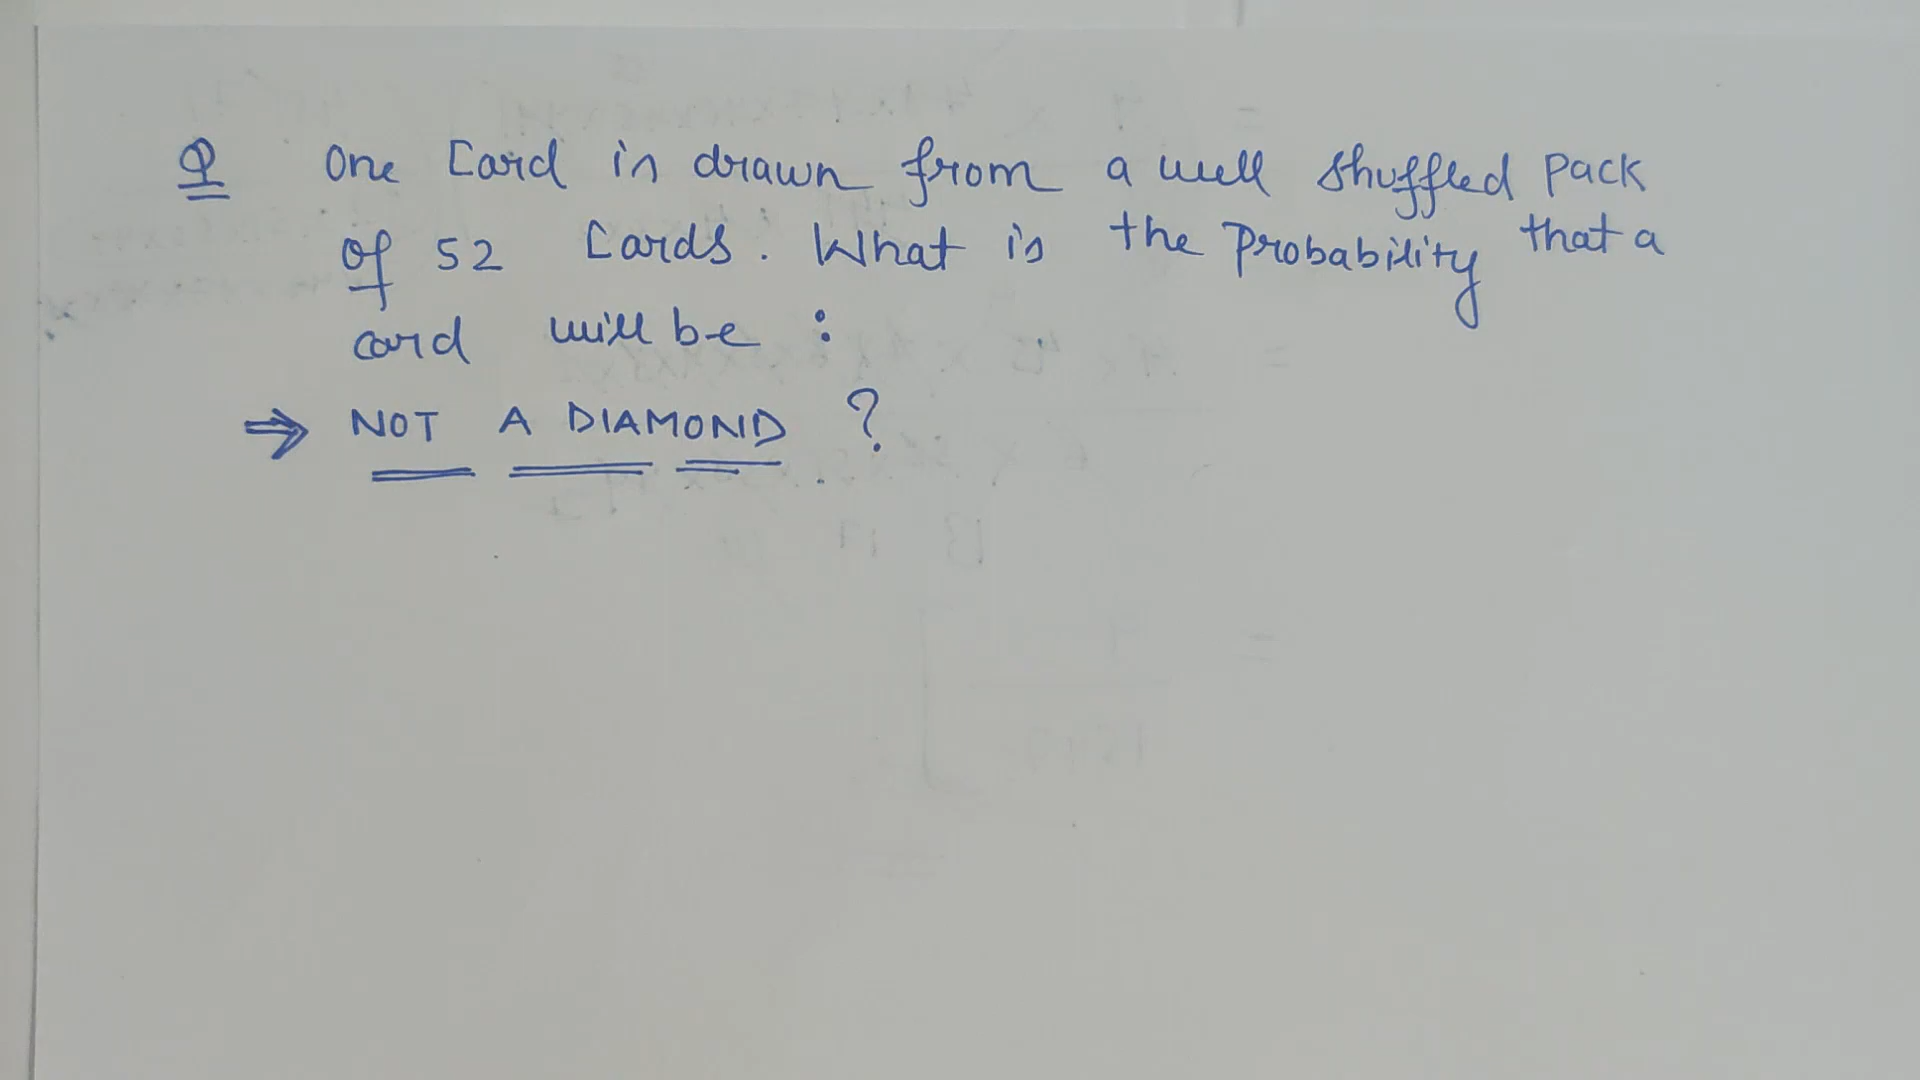 Q One Card is drawn from a well shuffled pack
of 52 Cards. What is the Probability that a
card will be :
⇒ NOT A DIAMOND ?